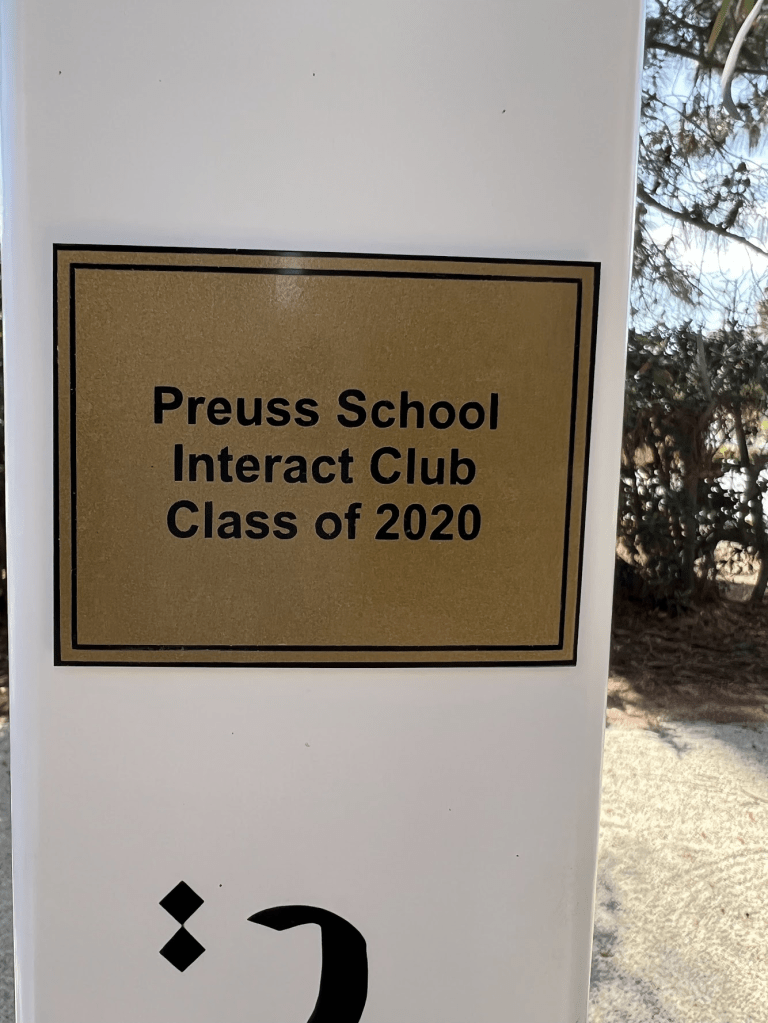 Preuss School
Interact Club
Class of 2020